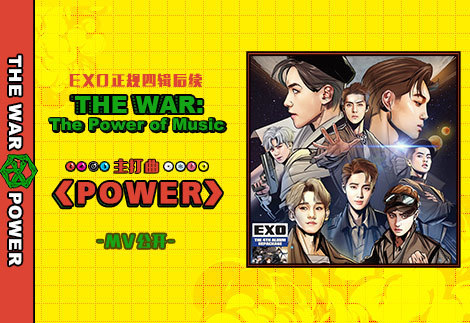 THE WAR POWER
EXO正规四辑后续
THE WAR:
The Power of Music
主打曲
《POWER》
-MV公开-
EXO
THE 4TH ALBUM
REPACKAGE